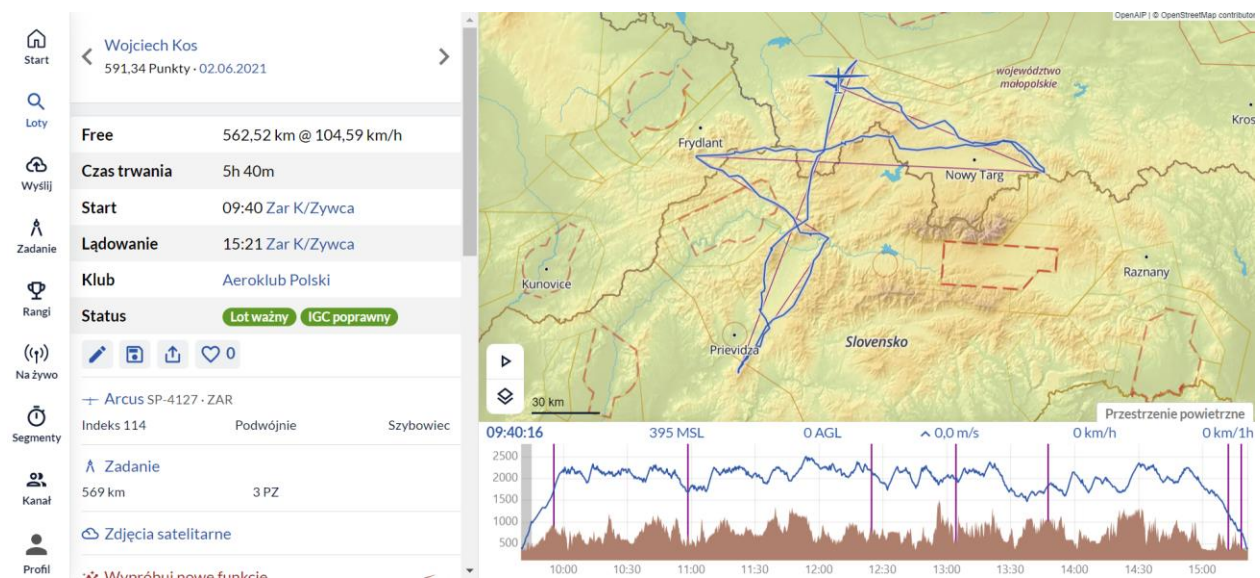 Start
Loty
Wyślij
Zadanie
Rangi
Na żywo
Segmenty
Kanał
Profil
Wojciech Kos
591,34 Punkty · 02.06.2021
Free 562,52 km @ 104,59 km/h
Czas trwania 5h 40m
Start 09:40 Zar K/Zywca
Lądowanie 15:21 Zar K/Zywca
Klub Aeroklub Polski
Status Lot ważny IGC poprawny
0
Arcus SP-4127 · ZAR
Indeks 114 Podwójnie Szybowiec
Zadanie
569 km 3 PZ
Zdjęcia satelitarne
Wypróbuj nowe funkcje
OpenAIP | © OpenStreetMap contributor
województwo
małopolskie
Kros
Frydlant
Nowy Targ
Kunovice
Raznany
Prievidza
Slovensko
30 km
Przestrzenie powietrzne
09:40:16 395 MSL 0 AGL 0,0 m/s 0 km/h 0 km/1h
2500
2000
1500
1000
500
10:00 10:30 11:00 11:30 12:00 12:30 13:00 13:30 14:00 14:30 15:00